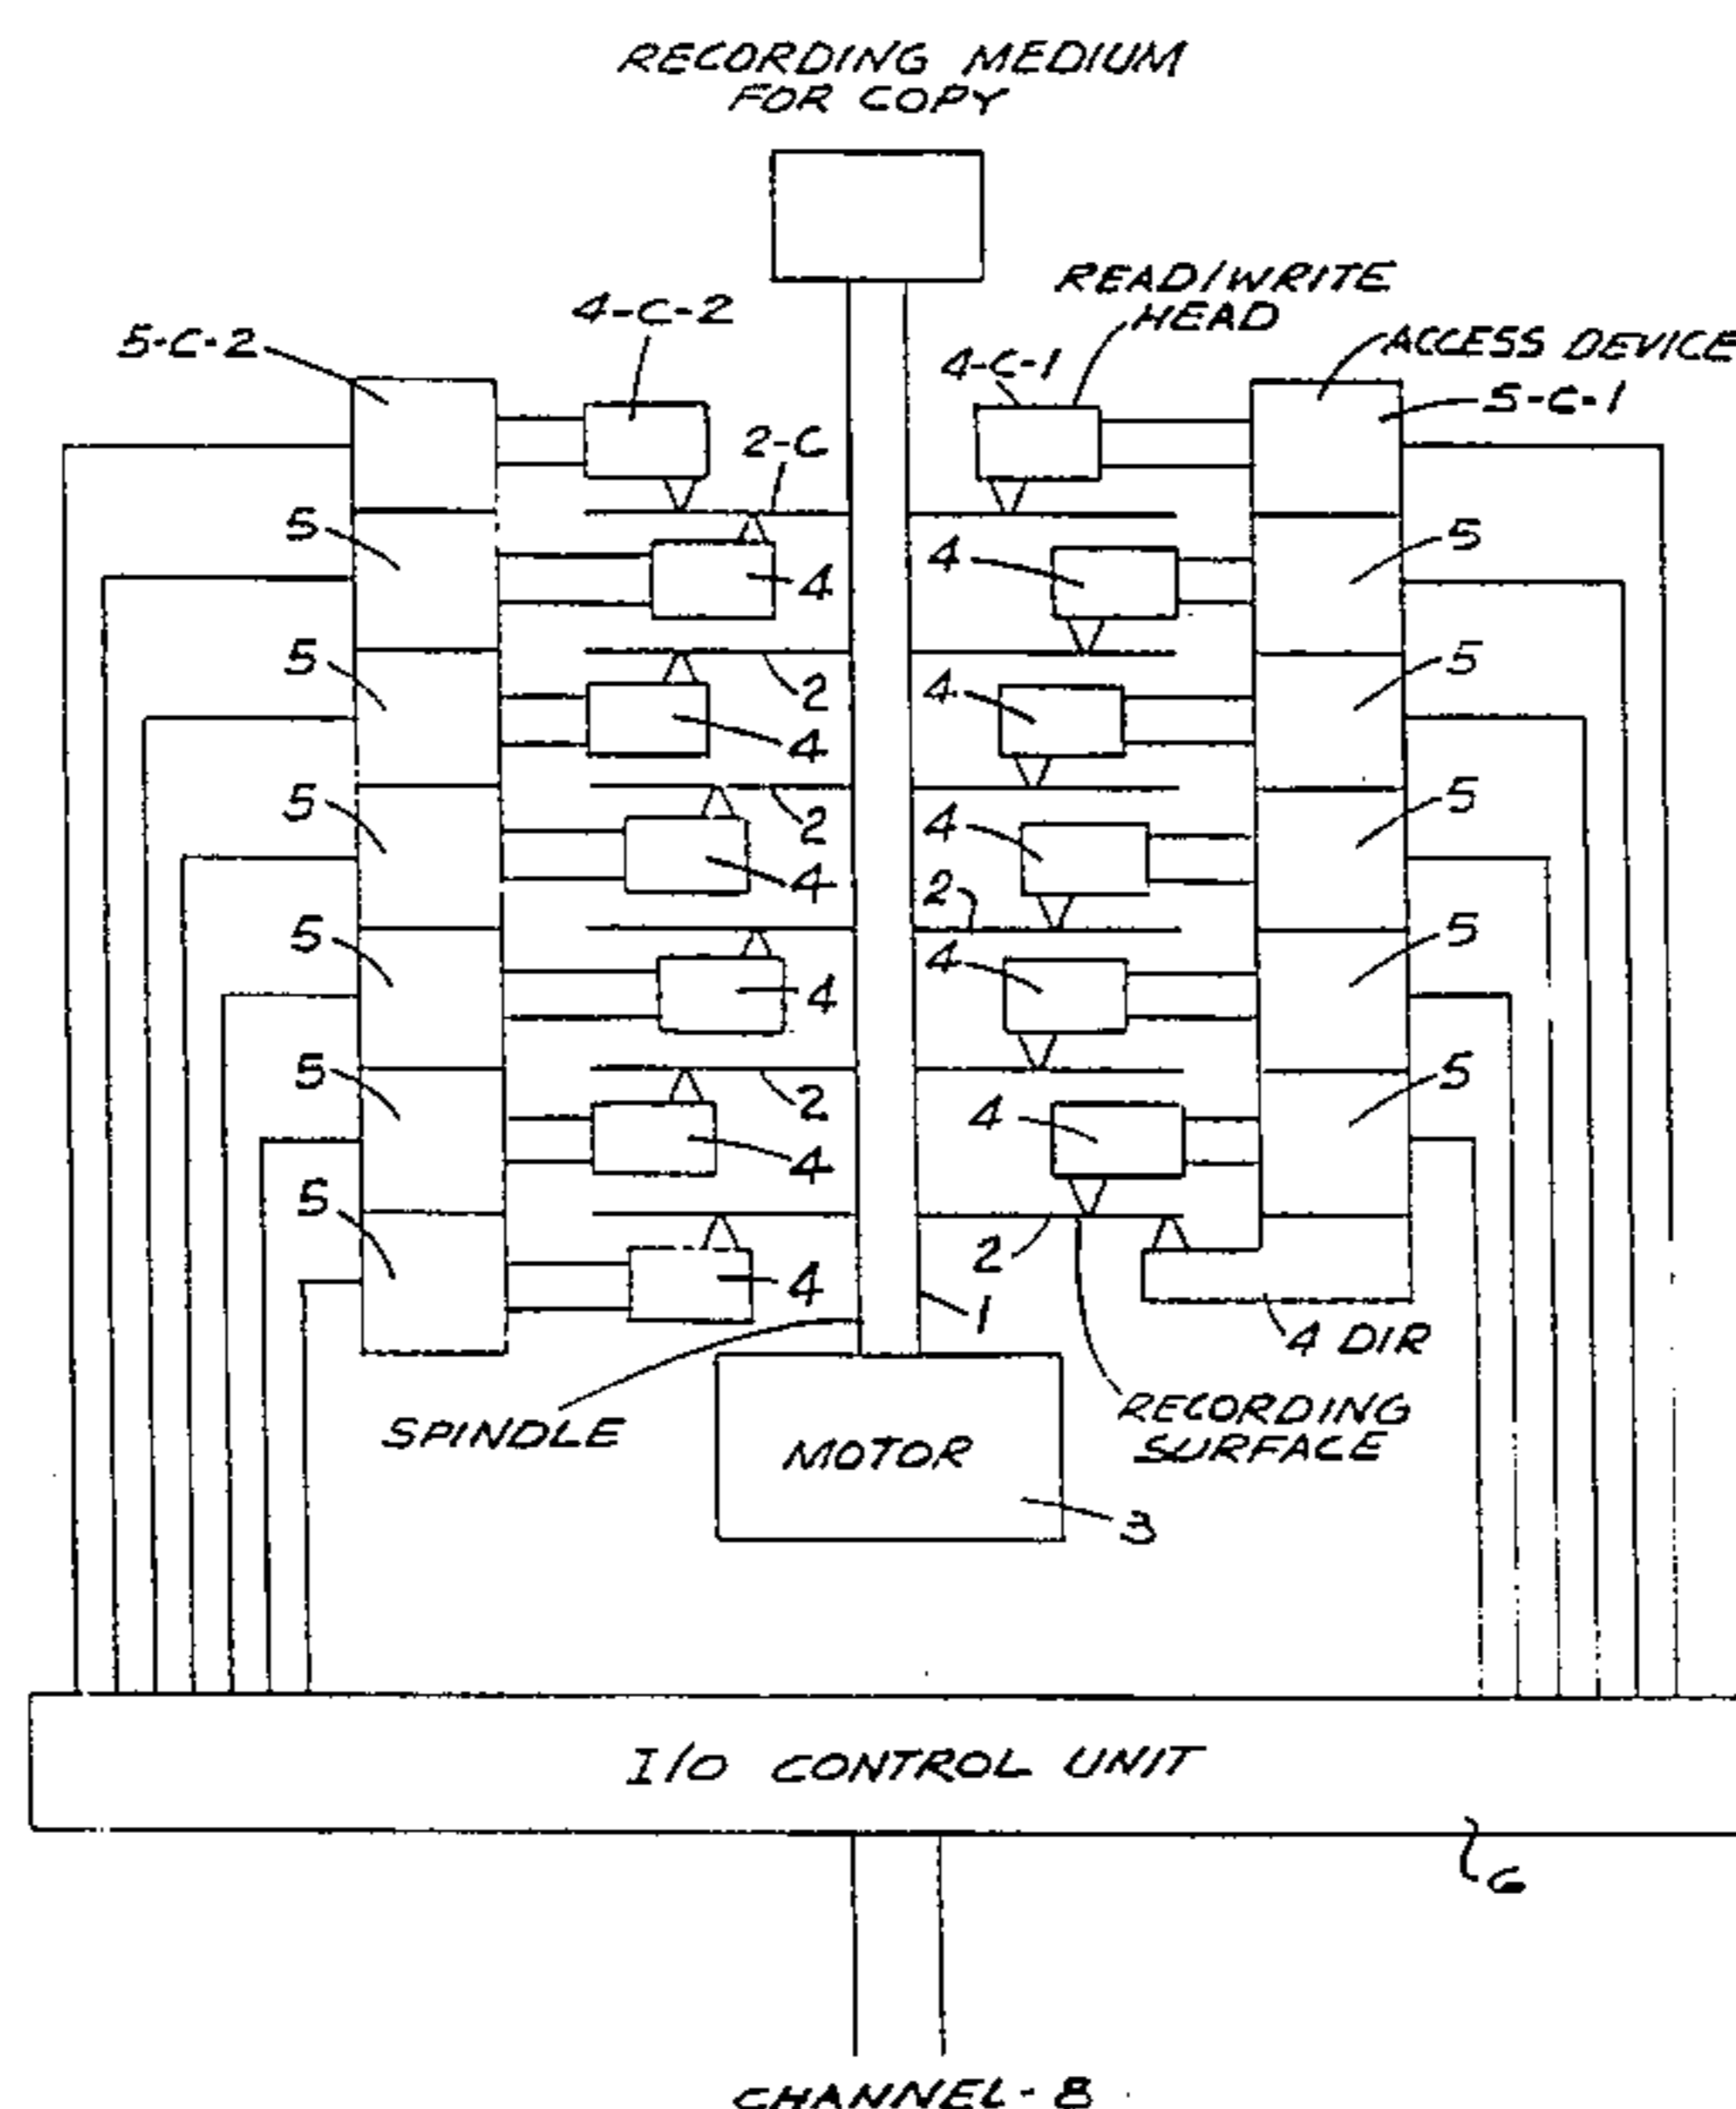 RECORDING MEDIUM
FOR COPY
READ/WRITE
HEAD
4-C-2
5-C-2
4-C-1
ACCESS DEVICE
5-C-1
2-C
5
5
4
4
5
5
2
4
4
5
5
2
4
4
2
5
5
4
4
5
5
2
4
4
5
2
4
1
4 DIR
SPINDLE
RECORDING
SURFACE
MOTOR
3
I/O CONTROL UNIT
6
CHANNEL-8